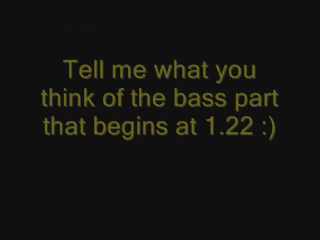 Tell me what you
think of the bass part
that begins at 1.22 :)